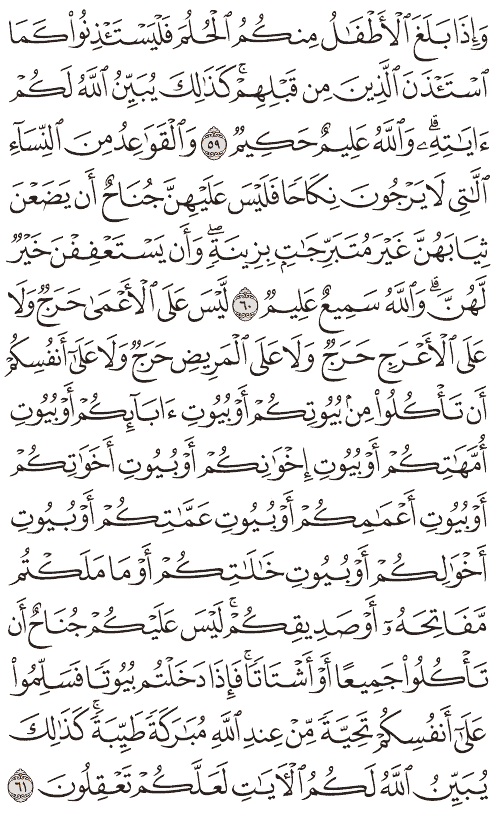 وَإِذَا بَلَغَ ٱلۡأَطۡفَٰلُ مِنكُمُ ٱلۡحُلُمَ فَلۡيَسۡتَـٔۡذِنُواْ كَمَا
ٱسۡتَـٔۡذَنَ ٱلَّذِينَ مِن قَبۡلِهِمۡۚ كَذَٰلِكَ يُبَيِّنُ ٱللَّهُ لَكُمۡ
ءَايَٰتِهِۦۗ وَٱللَّهُ عَلِيمٌ حَكِيمٞ ٥٩ وَٱلۡقَوَٰعِدُ مِنَ ٱلنِّسَآءِ
ٱلَّٰتِي لَا يَرۡجُونَ نِكَاحٗا فَلَيۡسَ عَلَيۡهِنَّ جُنَاحٌ أَن يَضَعۡنَ
ثِيَابَهُنَّ غَيۡرَ مُتَبَرِّجَٰتِۭ بِزِينَةٖۖ وَأَن يَسۡتَعۡفِفۡنَ خَيۡرٞ
لَّهُنَّۗ وَٱللَّهُ سَمِيعٌ عَلِيمٞ ٦٠ لَّيۡسَ عَلَى ٱلۡأَعۡمَىٰ حَرَجٞ وَلَا
عَلَى ٱلۡأَعۡرَجِ حَرَجٞ وَلَا عَلَى ٱلۡمَرِيضِ حَرَجٞ وَلَا عَلَىٰٓ أَنفُسِكُمۡ
أَن تَأۡكُلُواْ مِنۢ بُيُوتِكُمۡ أَوۡ بُيُوتِ ءَابَآئِكُمۡ أَوۡ بُيُوتِ
أُمَّهَٰتِكُمۡ أَوۡ بُيُوتِ إِخۡوَٰنِكُمۡ أَوۡ بُيُوتِ أَخَوَٰتِكُمۡ
أَوۡ بُيُوتِ أَعۡمَٰمِكُمۡ أَوۡ بُيُوتِ عَمَّٰتِكُمۡ أَوۡ بُيُوتِ
أَخۡوَٰلِكُمۡ أَوۡ بُيُوتِ خَٰلَٰتِكُمۡ أَوۡ مَا مَلَكۡتُم
مَّفَاتِحَهُۥٓ أَوۡ صَدِيقِكُمۡۚ لَيۡسَ عَلَيۡكُمۡ جُنَاحٌ أَن
تَأۡكُلُواْ جَمِيعًا أَوۡ أَشۡتَاتٗاۚ فَإِذَا دَخَلۡتُم بُيُوتٗا فَسَلِّمُواْ
عَلَىٰٓ أَنفُسِكُمۡ تَحِيَّةٗ مِّنۡ عِندِ ٱللَّهِ مُبَٰرَكَةٗ طَيِّبَةٗۚ كَذَٰلِكَ
يُبَيِّنُ ٱللَّهُ لَكُمُ ٱلۡأٓيَٰتِ لَعَلَّكُمۡ تَعۡقِلُونَ ٦١